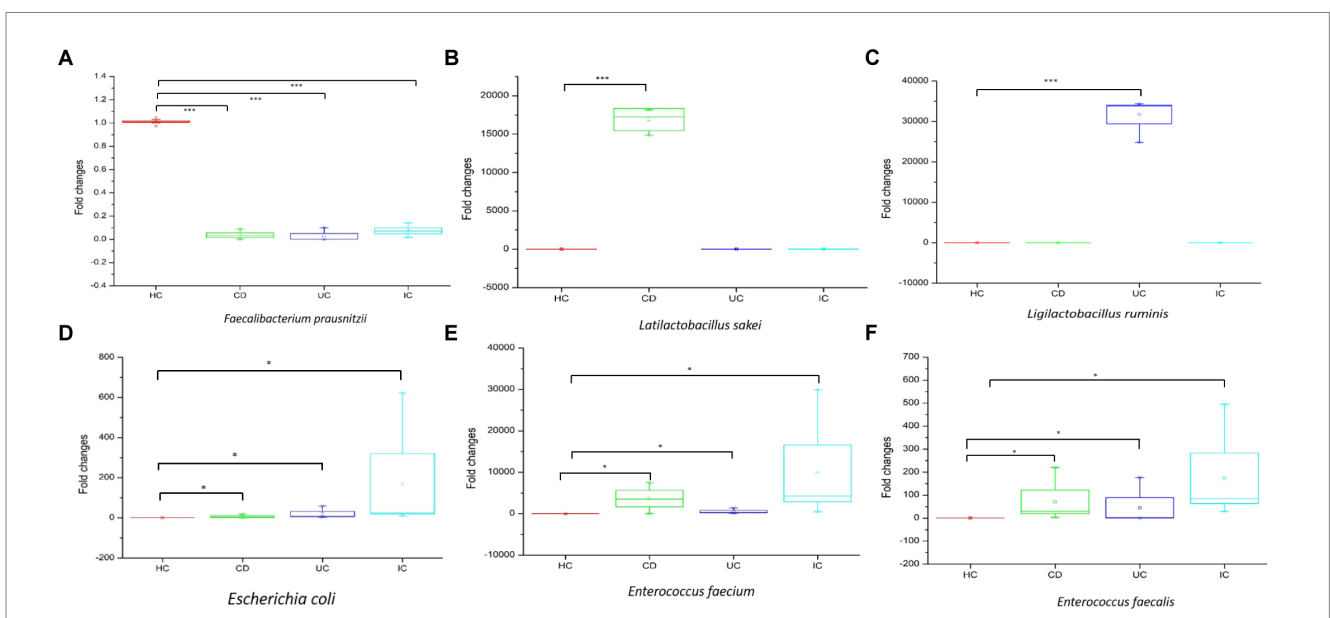 A
Fold changes
1.4
1.2
1.0
0.8
0.6
0.4
0.2
0.0
-0.2
-0.4
***
***
***
HC CD UC IC
Faecalibacterium prausnitzii
B
Fold changes
20000
15000
10000
5000
0
-5000
***
HC CD UC IC
Latilactobacillus sakei
C
Fold changes
40000
30000
20000
10000
0
-10000
***
HC CD UC IC
Ligilactobacillus ruminis
D
Fold changes
800
600
400
200
0
-200
*
*
*
HC CD UC IC
Escherichia coli
E
Fold changes
40000
30000
20000
10000
0
-10000
*
*
*
HC CD UC IC
Enterococcus faecium
F
Fold changes
700
600
500
400
300
200
100
0
-100
-200
*
*
*
HC CD UC IC
Enterococcus faecalis